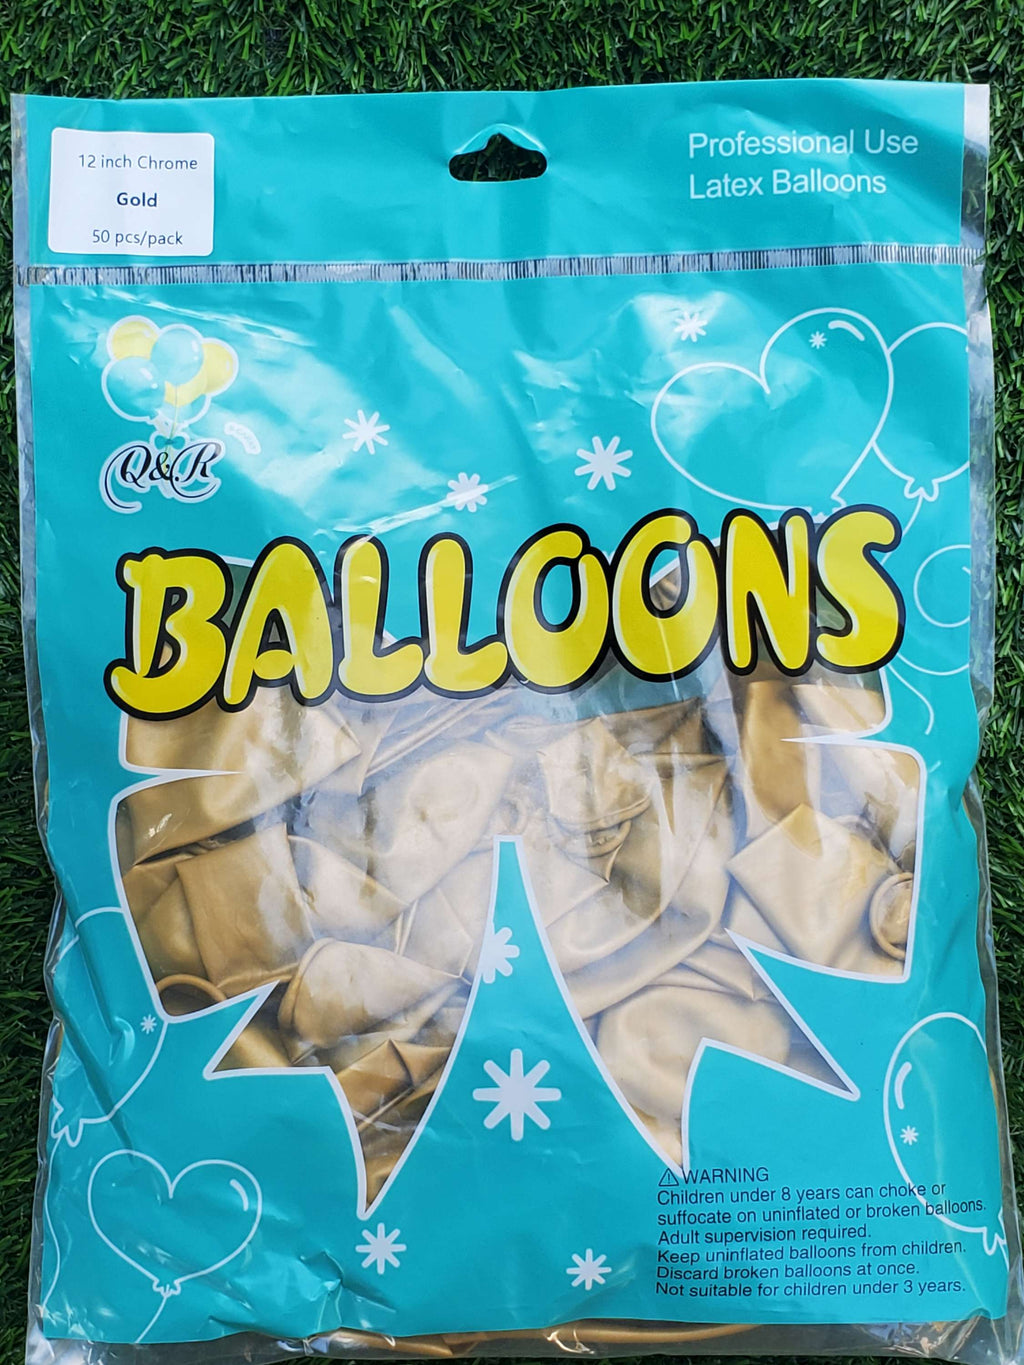 12 inch Chrome
Gold
50 pcs/pack
Professional Use
Latex Balloons
Q&R
BALLOONS
⚠WARNING
Children under 8 years can choke or
suffocate on uninflated or broken balloons.
Adult supervision required.
Keep uninflated balloons from children.
Discard broken balloons at once.
Not suitable for children under 3 years.